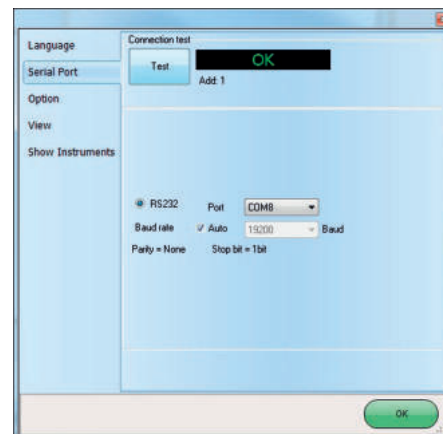 Language
Serial Port
Option
View
Show Instruments
Connection test
Test
OK
Add: 1
RS232 Port COM8
Baud rate Auto 19200 Baud
Parity = None Stop bit = 1bit
OK